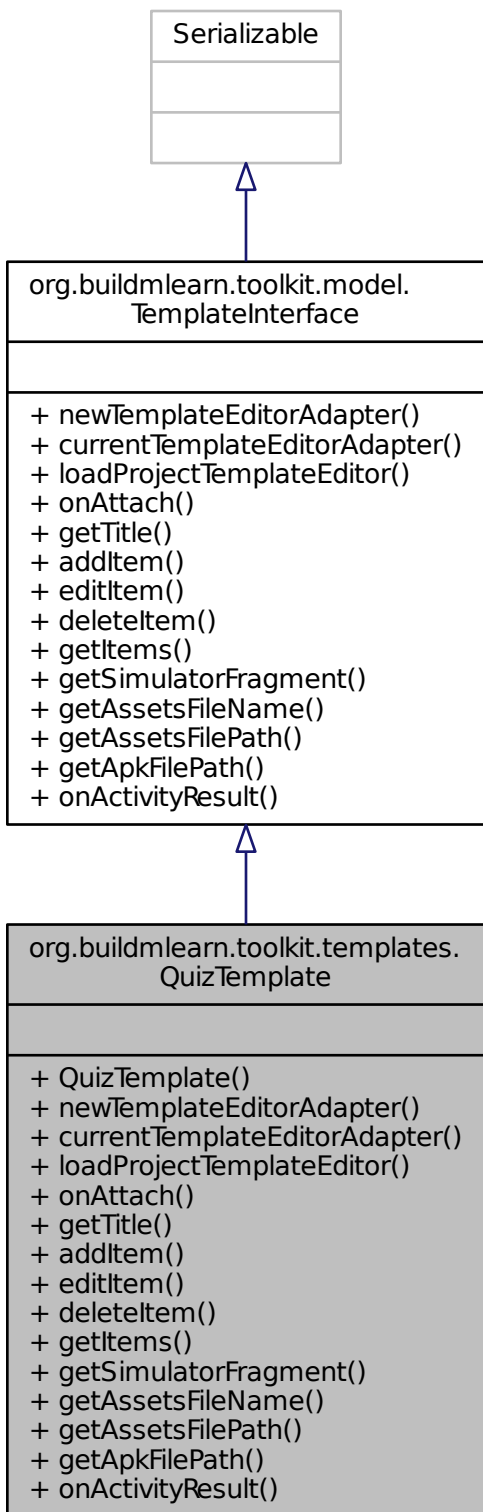 Serializable
org.buildmlearn.toolkit.model.
TemplateInterface
+ newTemplateEditorAdapter()
+ currentTemplateEditorAdapter()
+ loadProjectTemplateEditor()
+ onAttach()
+ getTitle()
+ addItem()
+ editItem()
+ deleteItem()
+ getItems()
+ getSimulatorFragment()
+ getAssetsFileName()
+ getAssetsFilePath()
+ getApkFilePath()
+ onActivityResult()
org.buildmlearn.toolkit.templates.
QuizTemplate
+ QuizTemplate()
+ newTemplateEditorAdapter()
+ currentTemplateEditorAdapter()
+ loadProjectTemplateEditor()
+ onAttach()
+ getTitle()
+ addItem()
+ editItem()
+ deleteItem()
+ getItems()
+ getSimulatorFragment()
+ getAssetsFileName()
+ getAssetsFilePath()
+ getApkFilePath()
+ onActivityResult()